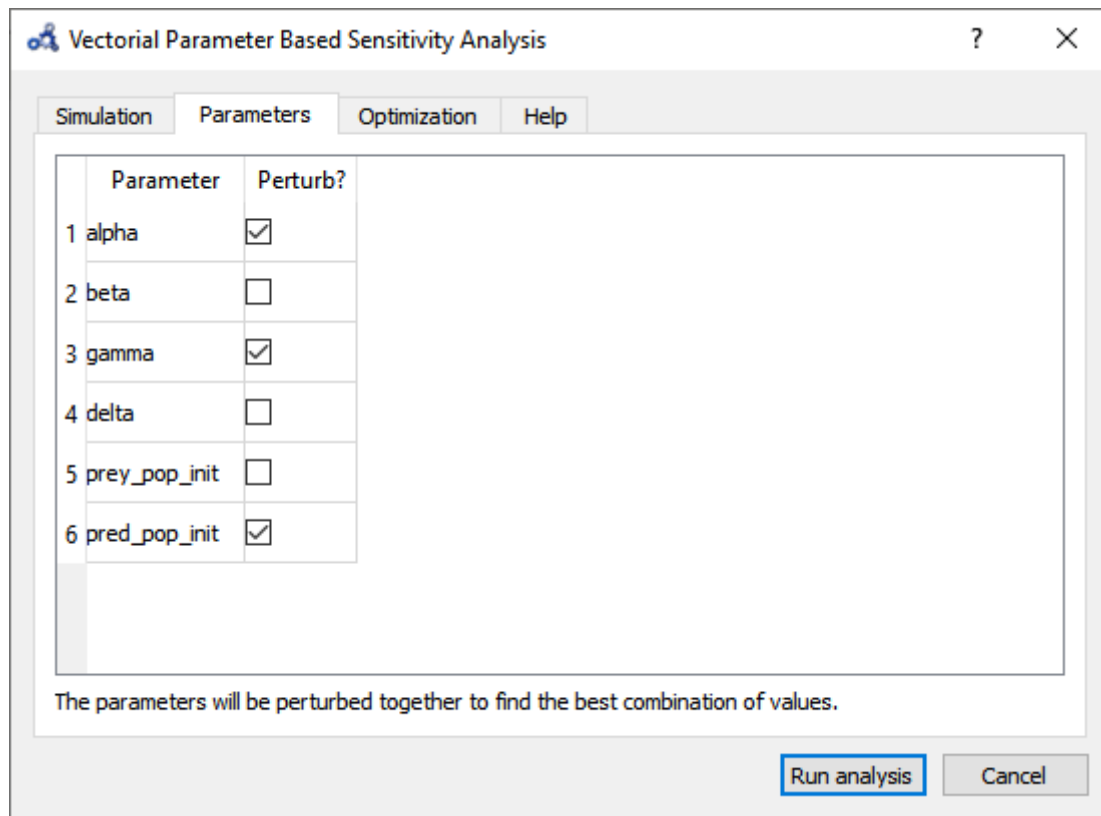 Vectorial Parameter Based Sensitivity Analysis ?
Simulation Parameters Optimization Help
Parameter Perturb?
1 alpha
2 beta
3 gamma
4 delta
5 prey_pop_init
6 pred_pop_init
The parameters will be perturbed together to find the best combination of values.
Run analysis Cancel